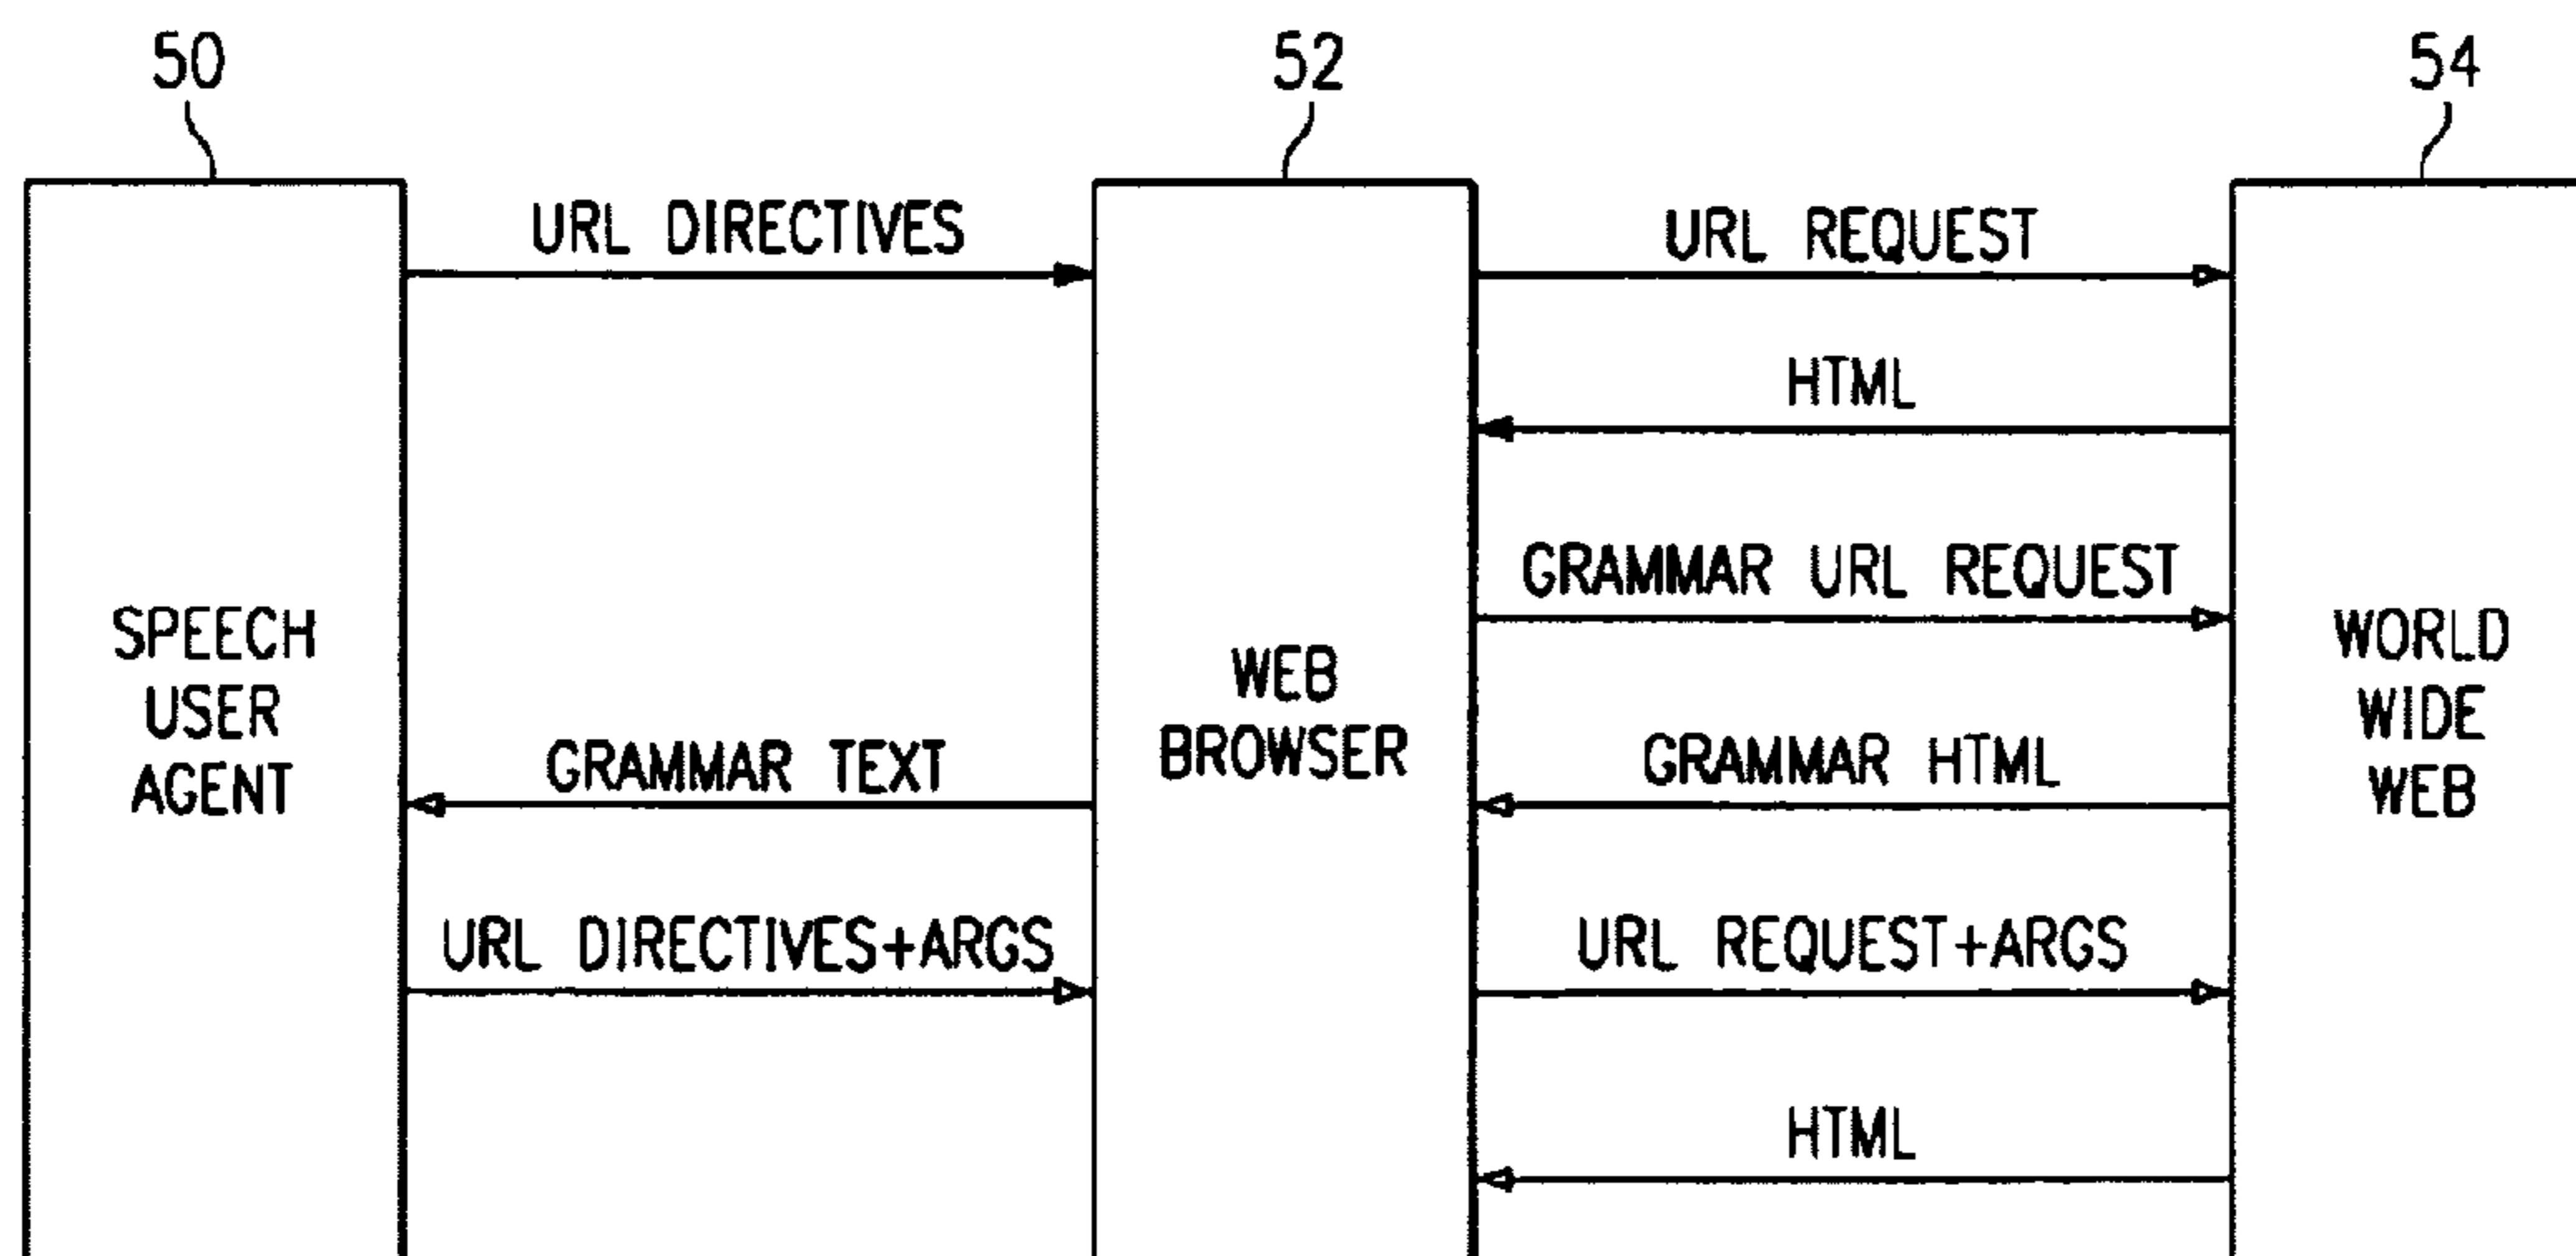 50
52
54
URL DIRECTIVES
URL REQUEST
HTML
GRAMMAR URL REQUEST
SPEECH
USER
AGENT
WEB
BROWSER
WORLD
WIDE
WEB
GRAMMAR TEXT
GRAMMAR HTML
URL DIRECTIVES+ARGS
URL REQUEST+ARGS
HTML